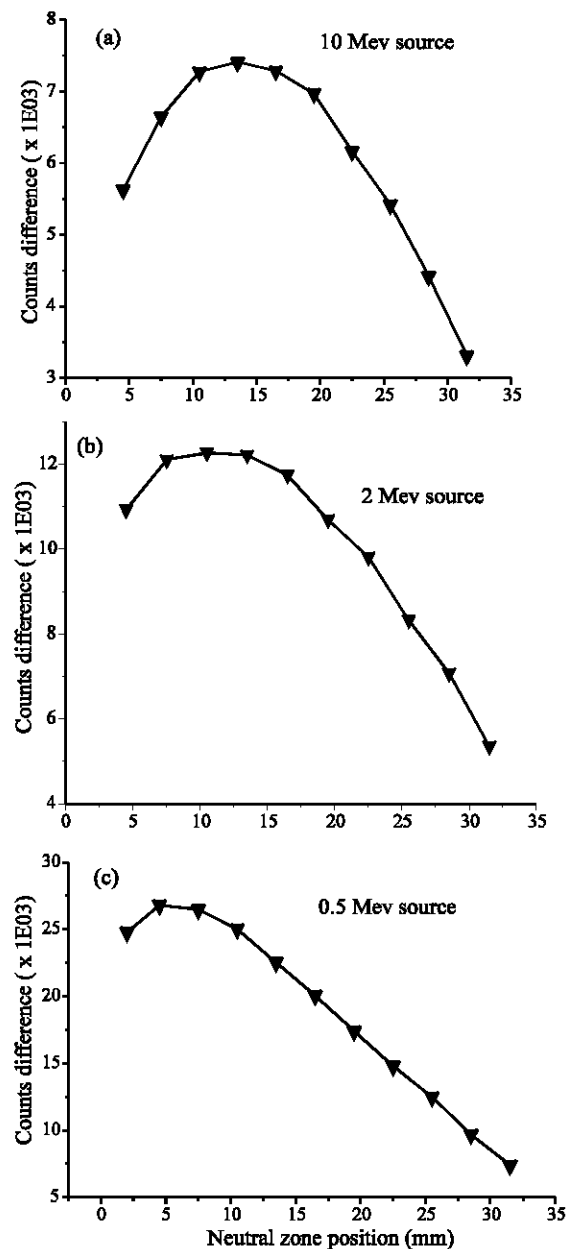 (a)
10 Mev source
Counts difference ( x 1E03)
8
7
6
5
4
3
0 5 10 15 20 25 30 35
(b)
2 Mev source
Counts difference ( x 1E03)
12
10
8
6
4
0 5 10 15 20 25 30 35
(c)
0.5 Mev source
Counts difference ( x 1E03)
30
25
20
15
10
5
0 5 10 15 20 25 30 35
Neutral zone position (mm)